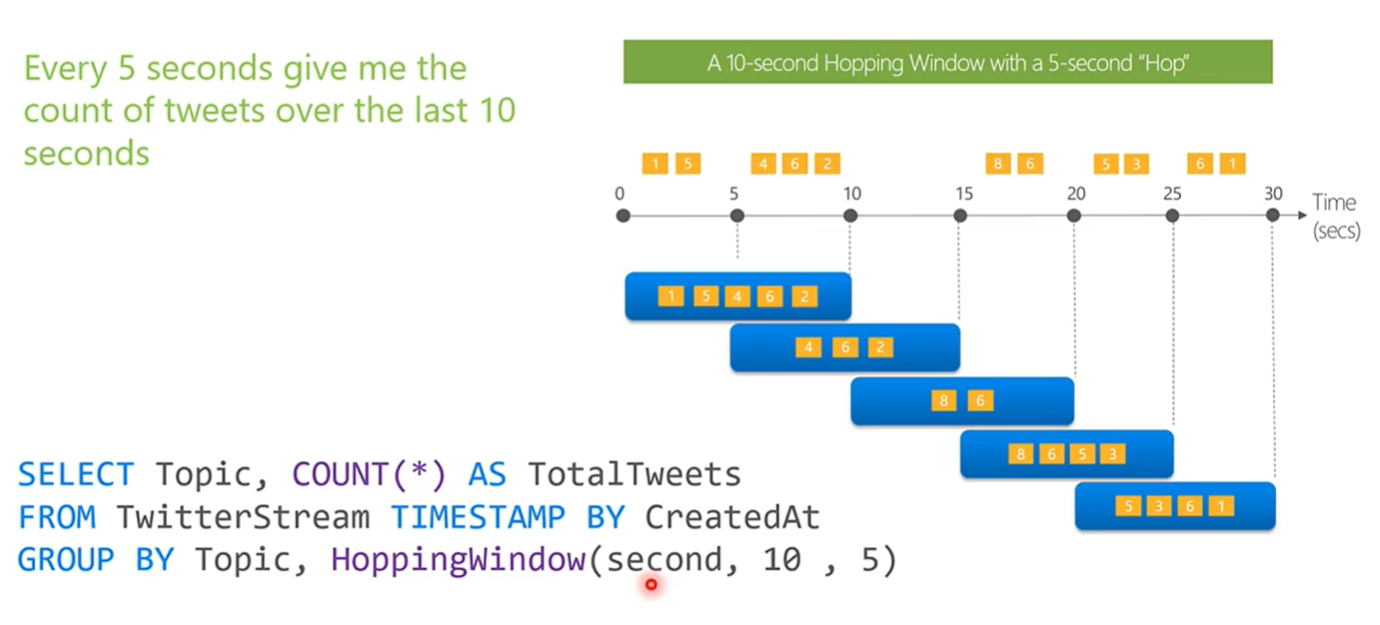 Every 5 seconds give me the
count of tweets over the last 10
seconds
A 10-second Hopping Window with a 5-second “Hop”
1 5 4 6 2 8 6 5 3 6 1
0 5 10 15 20 25 30
Time
(secs)
1 5 4 6 2
4 6 2
8 6
8 6 5 3
5 3 6 1
SELECT Topic, COUNT(*) AS TotalTweets
FROM TwitterStream TIMESTAMP BY CreatedAt
GROUP BY Topic, HoppingWindow(second, 10 , 5)